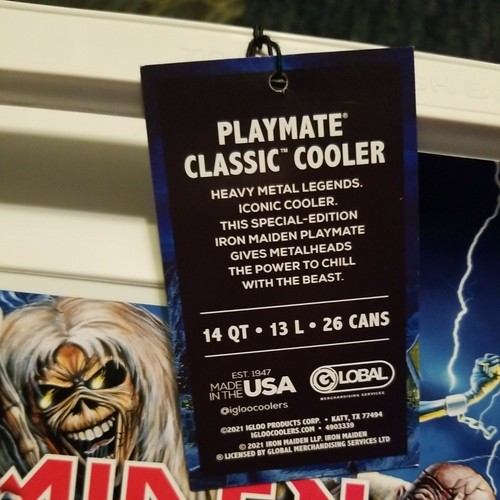 PLAYMATE®
CLASSIC™ COOLER
HEAVY METAL LEGENDS.
ICONIC COOLER.
THIS SPECIAL-EDITION
IRON MAIDEN PLAYMATE
GIVES METALHEADS
THE POWER TO CHILL
WITH THE BEAST.
14 QT • 13 L • 26 CANS
EST. 1947
MADE IN THE USA
@igloocoolers
GLOBAL
MERCHANDISING SERVICES
©2021 IGLOO PRODUCTS CORP. • KATY, TX 77494
IGLOOCOOLERS.COM • 4903339
© 2021 IRON MAIDEN LLP. IRON MAIDEN
® LICENSED BY GLOBAL MERCHANDISING SERVICES LTD
MAIDEN